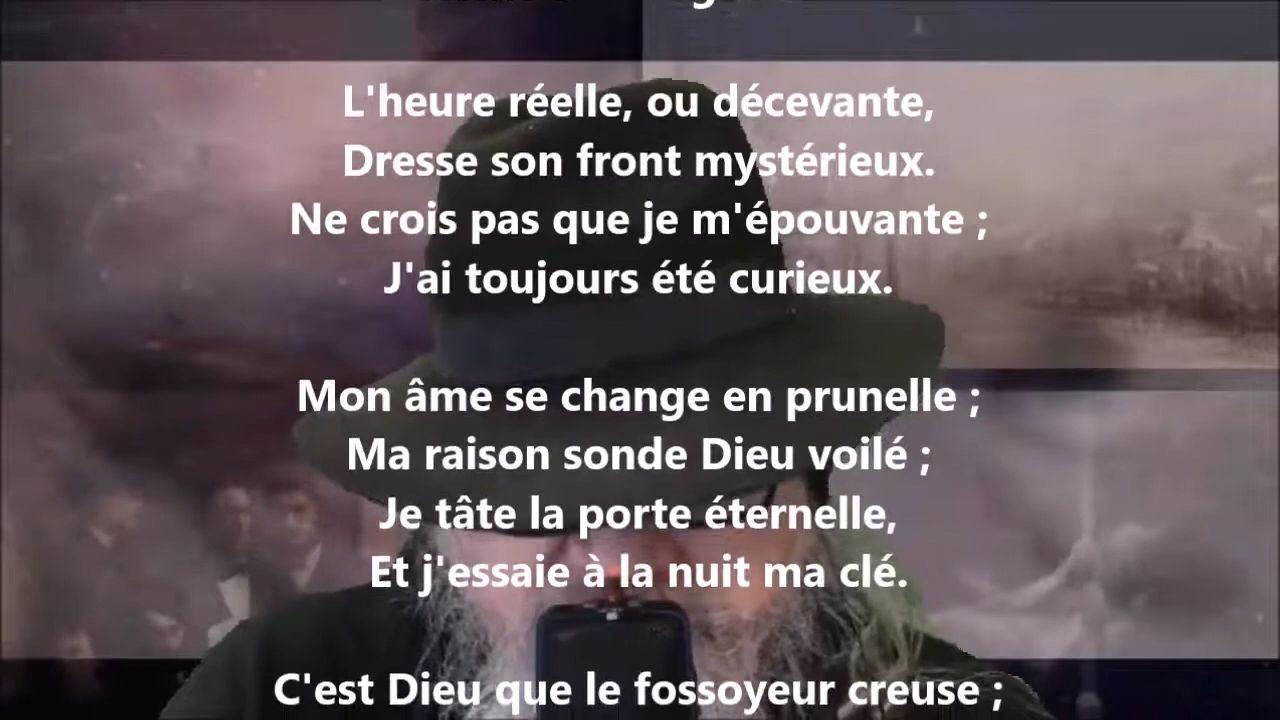 L'heure réelle, ou décevante,
Dresse son front mystérieux.
Ne crois pas que je m'épouvante ;
J'ai toujours été curieux.
Mon âme se change en prunelle ;
Ma raison sonde Dieu voilé ;
Je tâte la porte éternelle,
Et j'essaie à la nuit ma clé.
C'est Dieu que le fossoyeur creuse ;